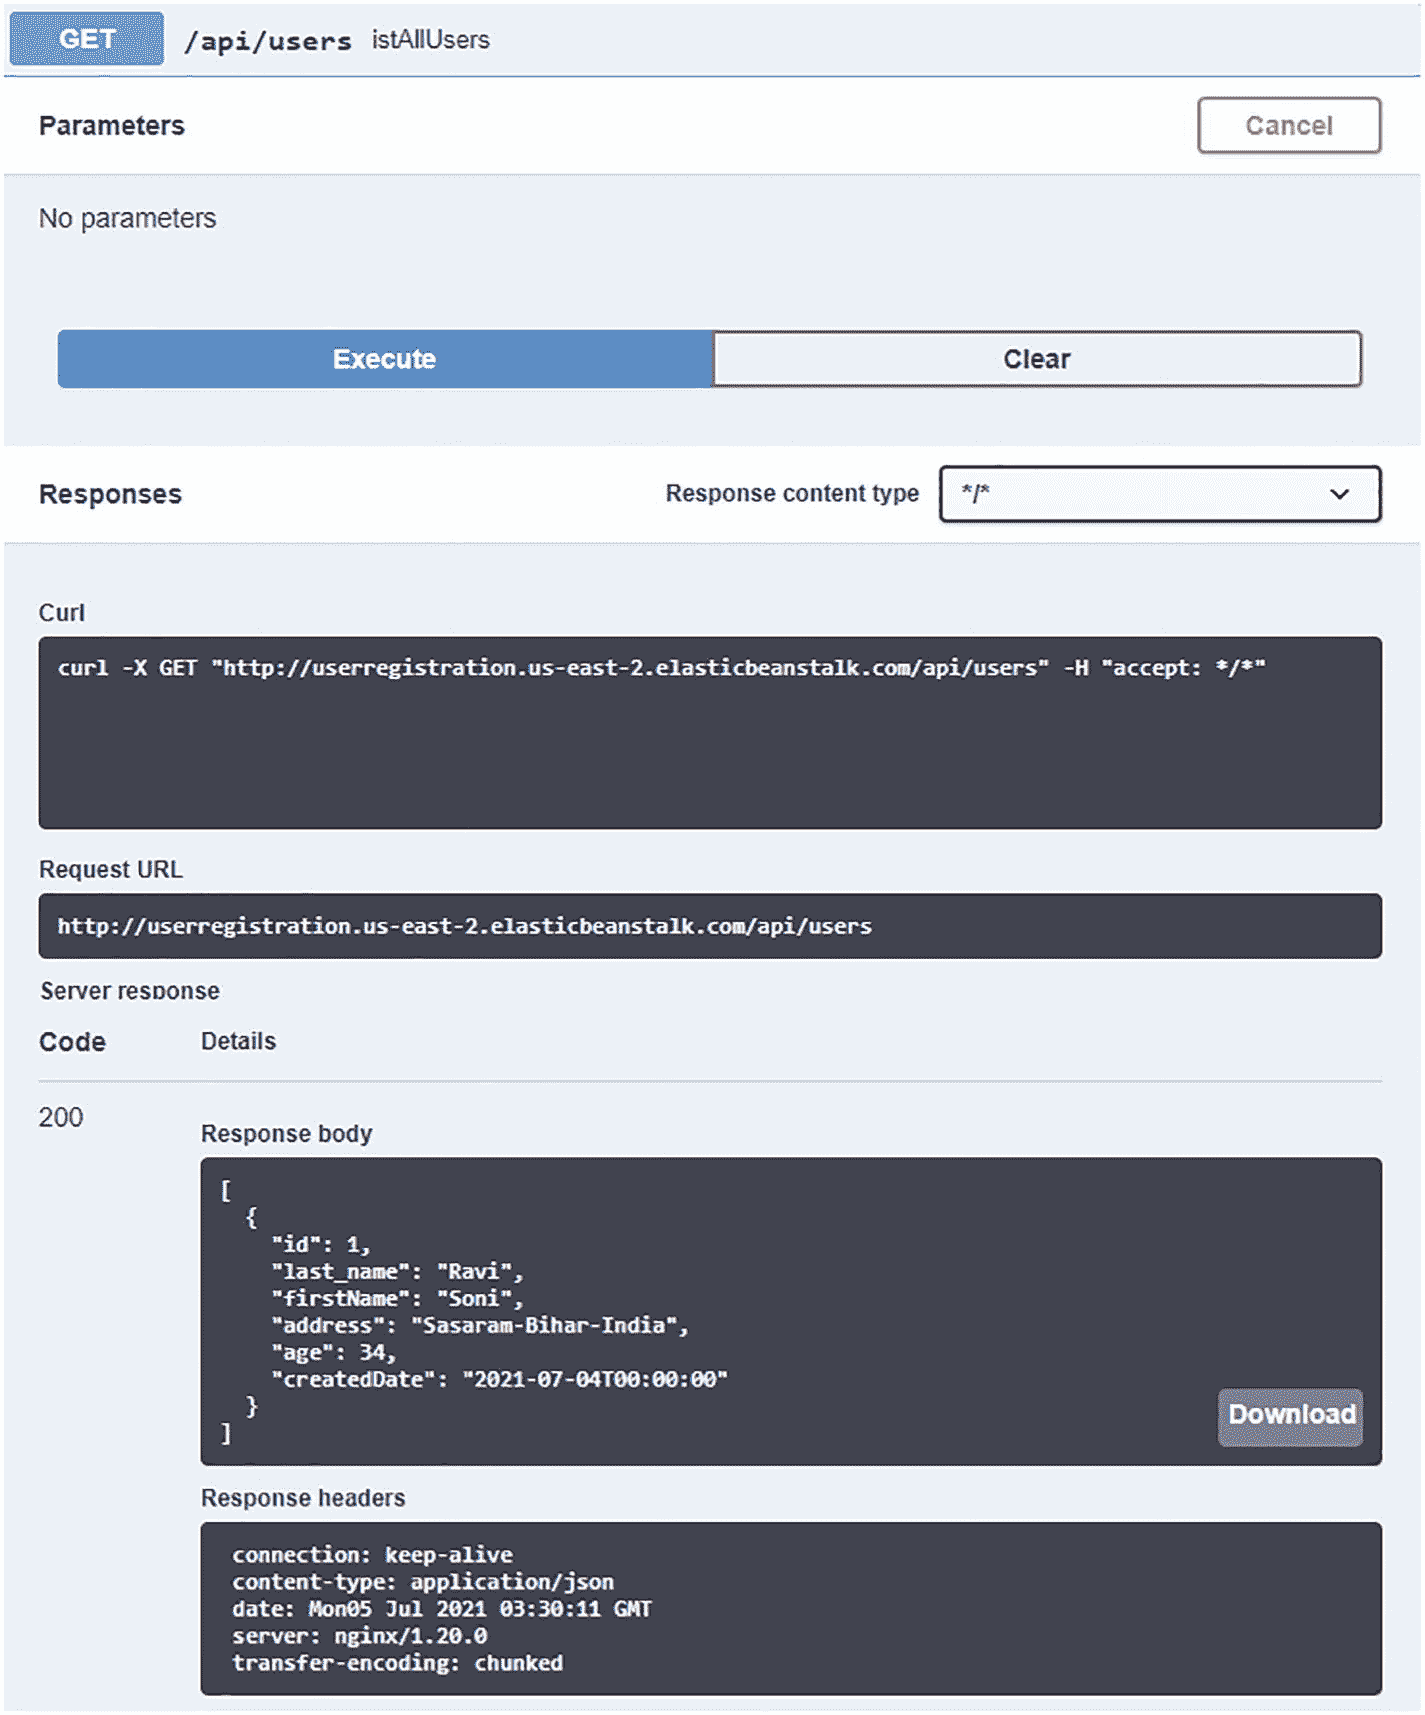 GET /api/users istAllUsers
Parameters
Cancel
No parameters
Execute
Clear
Responses
Response content type */*
Curl
curl -X GET "http://userregistration.us-east-2.elasticbeanstalk.com/api/users" -H "accept: */*"
Request URL
http://userregistration.us-east-2.elasticbeanstalk.com/api/users
Server response
Code Details
200
Response body
[
{
"id": 1,
"last_name": "Ravi",
"firstName": "Soni",
"address": "Sasaram-Bihar-India",
"age": 34,
"createdDate": "2021-07-04T00:00:00"
}
]
Download
Response headers
connection: keep-alive
content-type: application/json
date: Mon05 Jul 2021 03:30:11 GMT
server: nginx/1.20.0
transfer-encoding: chunked